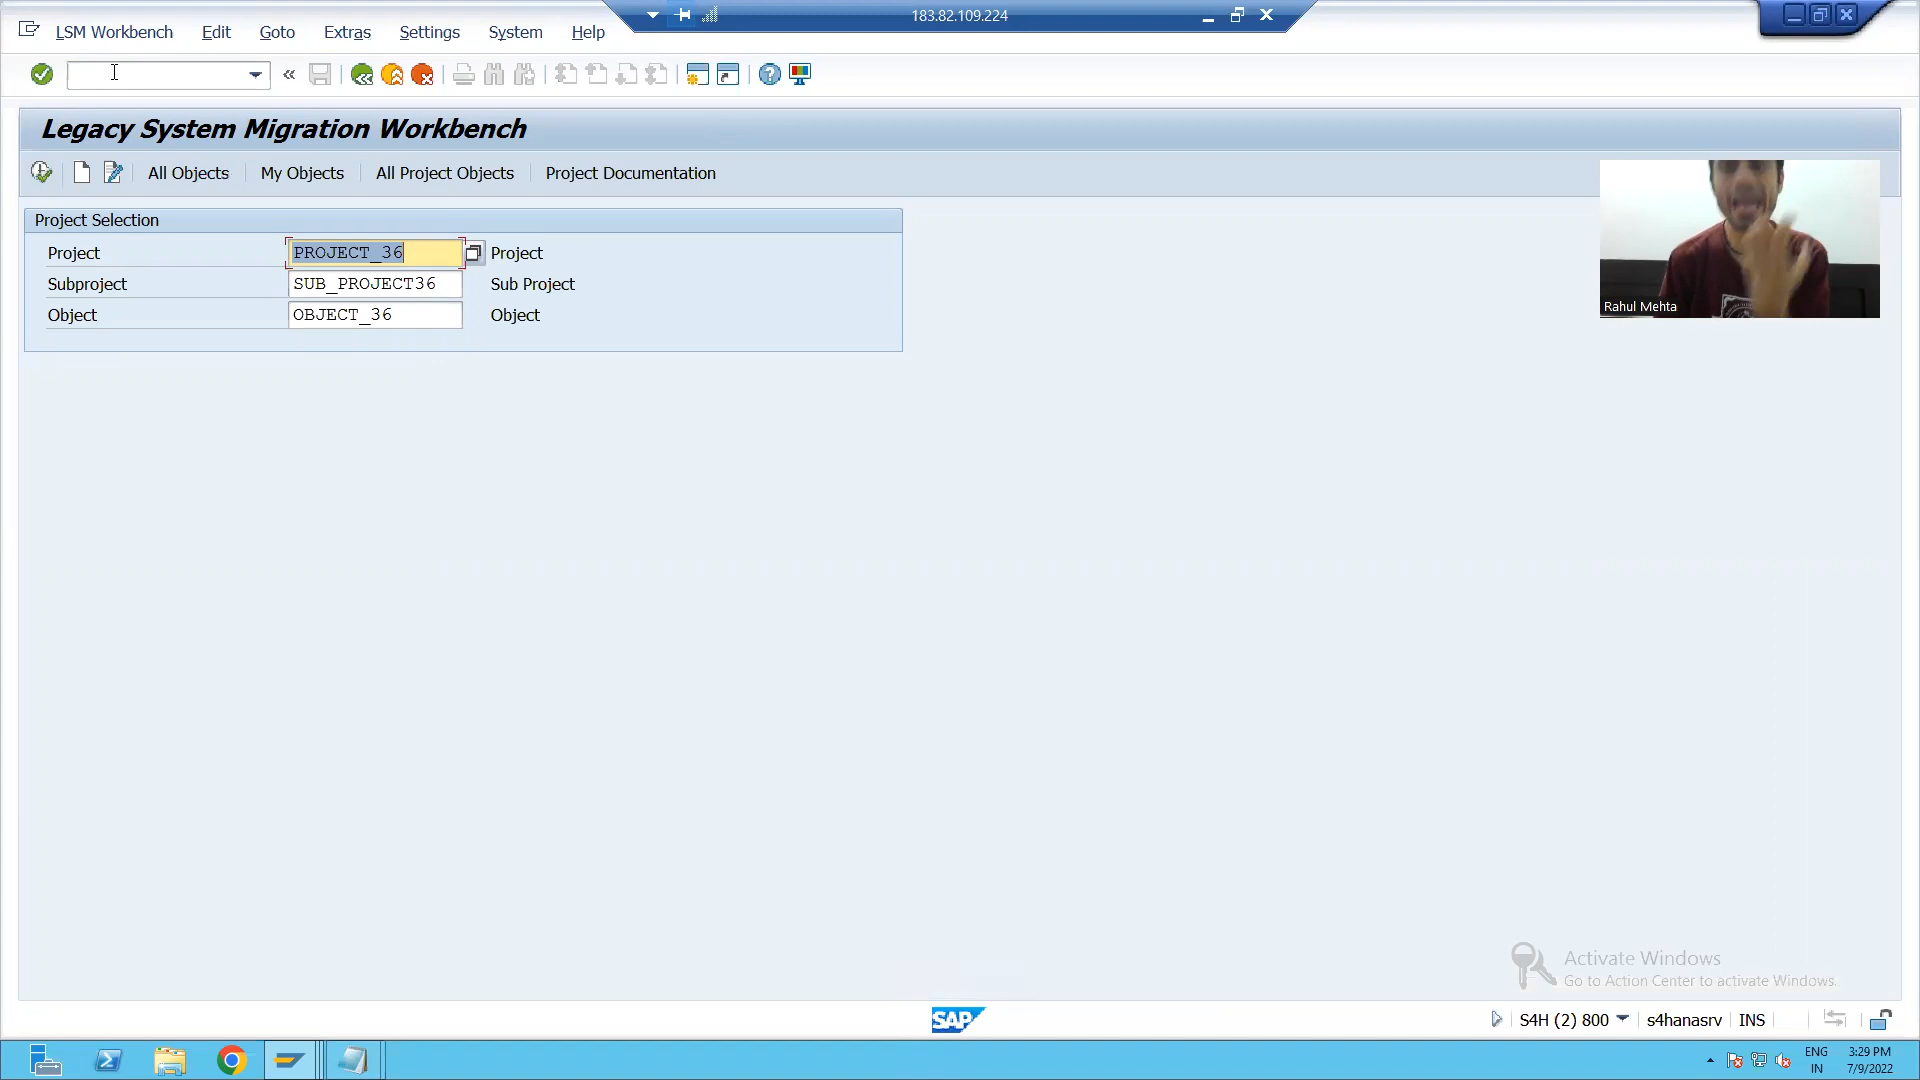 183.82.109.224
LSM Workbench Edit Goto Extras Settings System Help
Legacy System Migration Workbench
All Objects My Objects All Project Objects Project Documentation
Project Selection
Project PROJECT_36 Project
Subproject SUB_PROJECT36 Sub Project
Object OBJECT_36 Object
Rahul Mehta
Activate Windows
Go to Action Center to activate Windows.
SAP
S4H (2) 800 s4hanasrv INS
ENG 3:29 PM
IN 7/9/2022